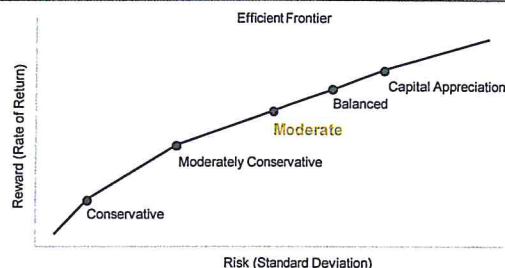 Efficient Frontier
Capital Appreciation
Balanced
Moderate
Moderately Conservative
Conservative
Reward (Rate of Return)
Risk (Standard Deviation)